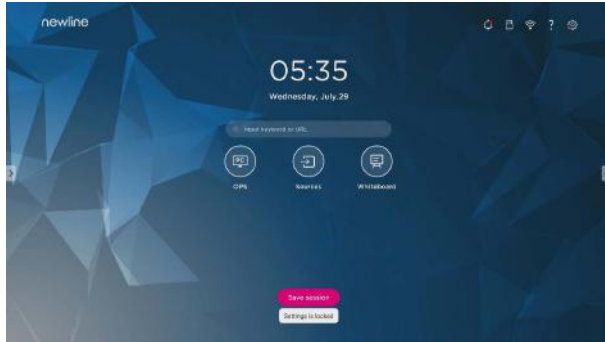 newline
05:35
Wednesday, July.29
Input keyword or URL
OPS
Sources
Whiteboard
Save session
Settings is locked